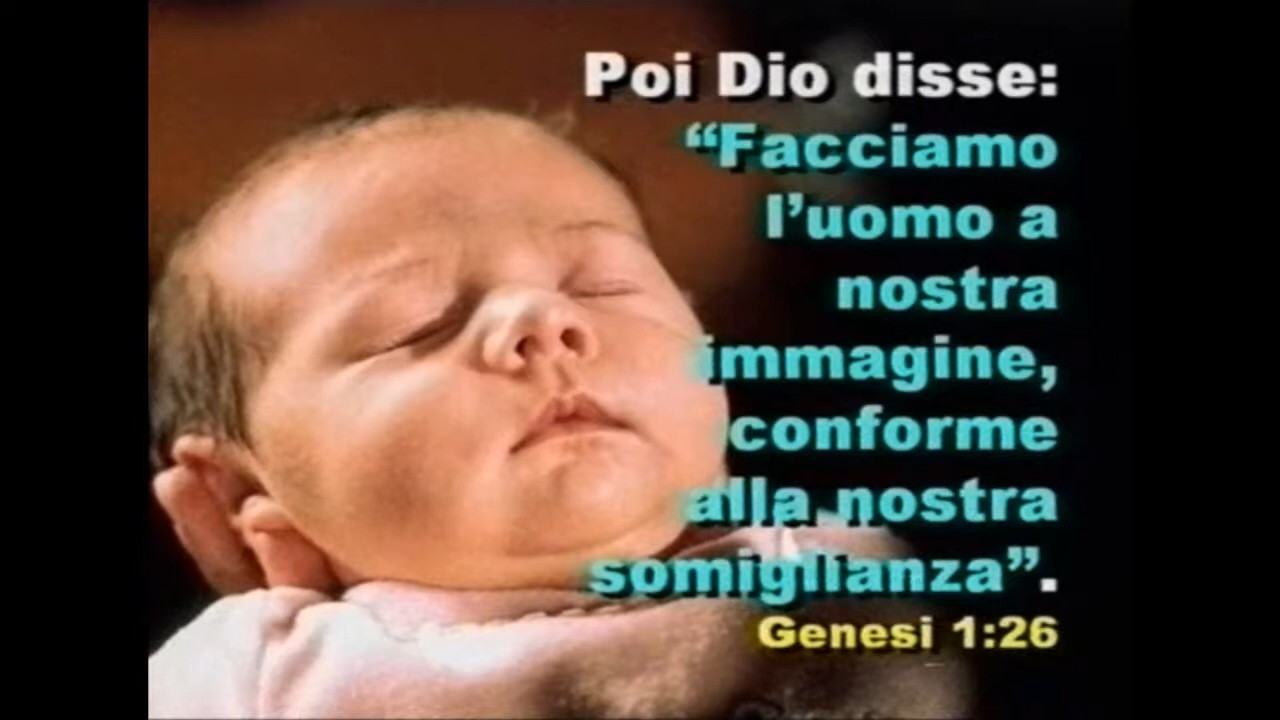 Poi Dio disse:
“Facciamo
l’uomo a
nostra
immagine,
conforme
alla nostra
somiglianza”.
Genesi 1:26